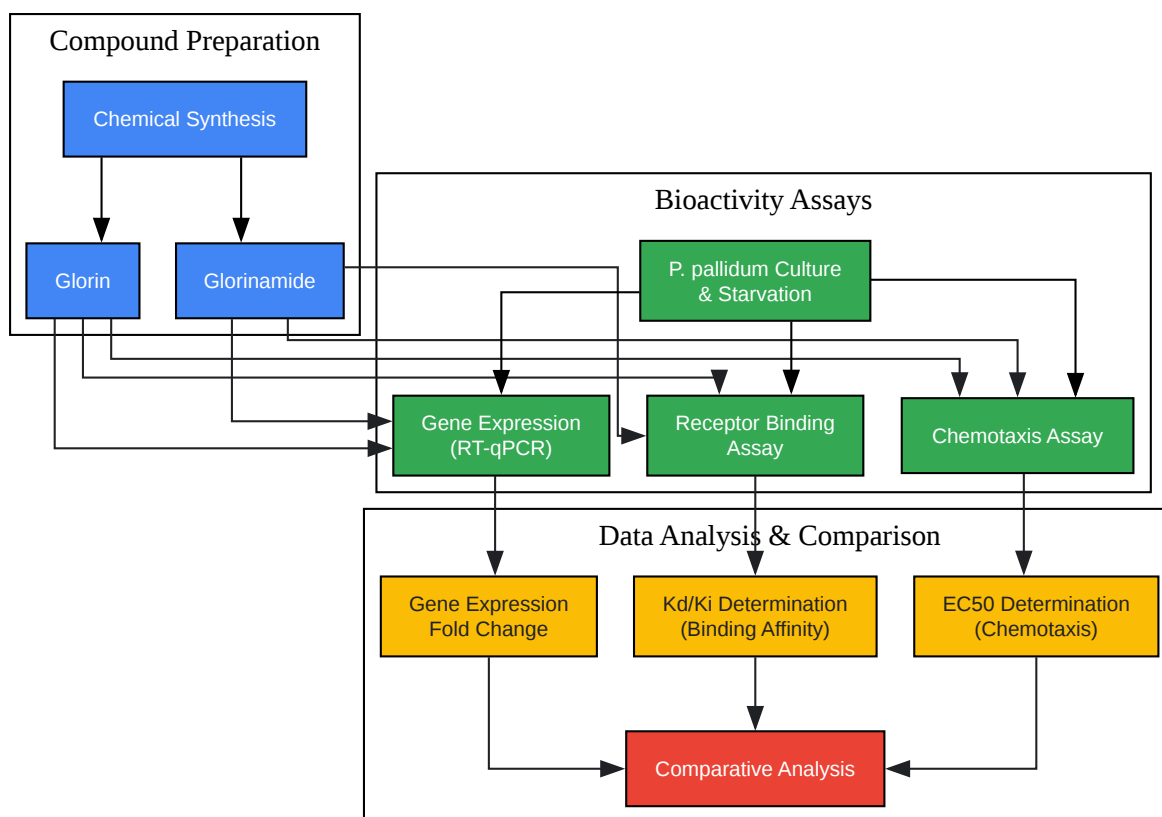 Compound Preparation
Chemical Synthesis
Glorin
Glorinamide
Bioactivity Assays
P. pallidum Culture
& Starvation
Gene Expression
(RT-qPCR)
Receptor Binding
Assay
Chemotaxis Assay
Data Analysis & Comparison
Gene Expression
Fold Change
Kd/Ki Determination
(Binding Affinity)
EC50 Determination
(Chemotaxis)
Comparative Analysis